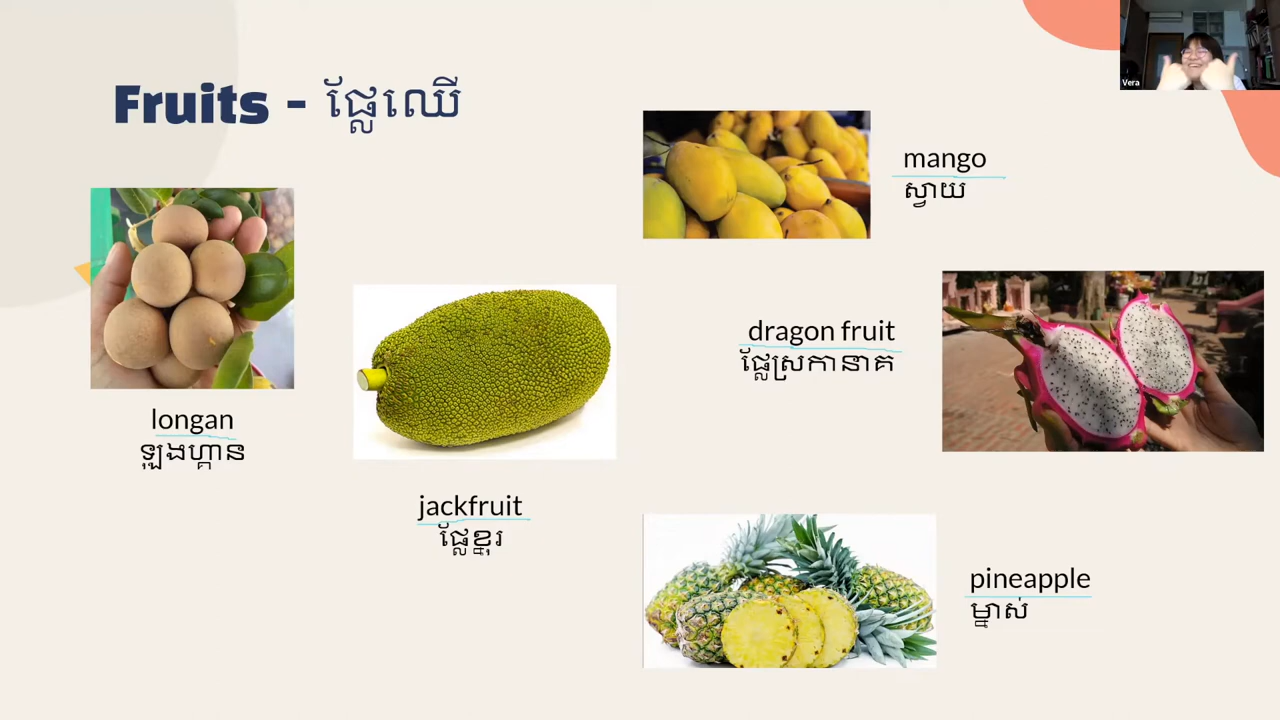 Fruits - ផ្លែឈើ
Vera
mango
ស្វាយ
longan
ឡុងហ្គាន
dragon fruit
ផ្លែស្រកានាគ
jackfruit
ផ្លែខ្នុរ
pineapple
ម្នាស់